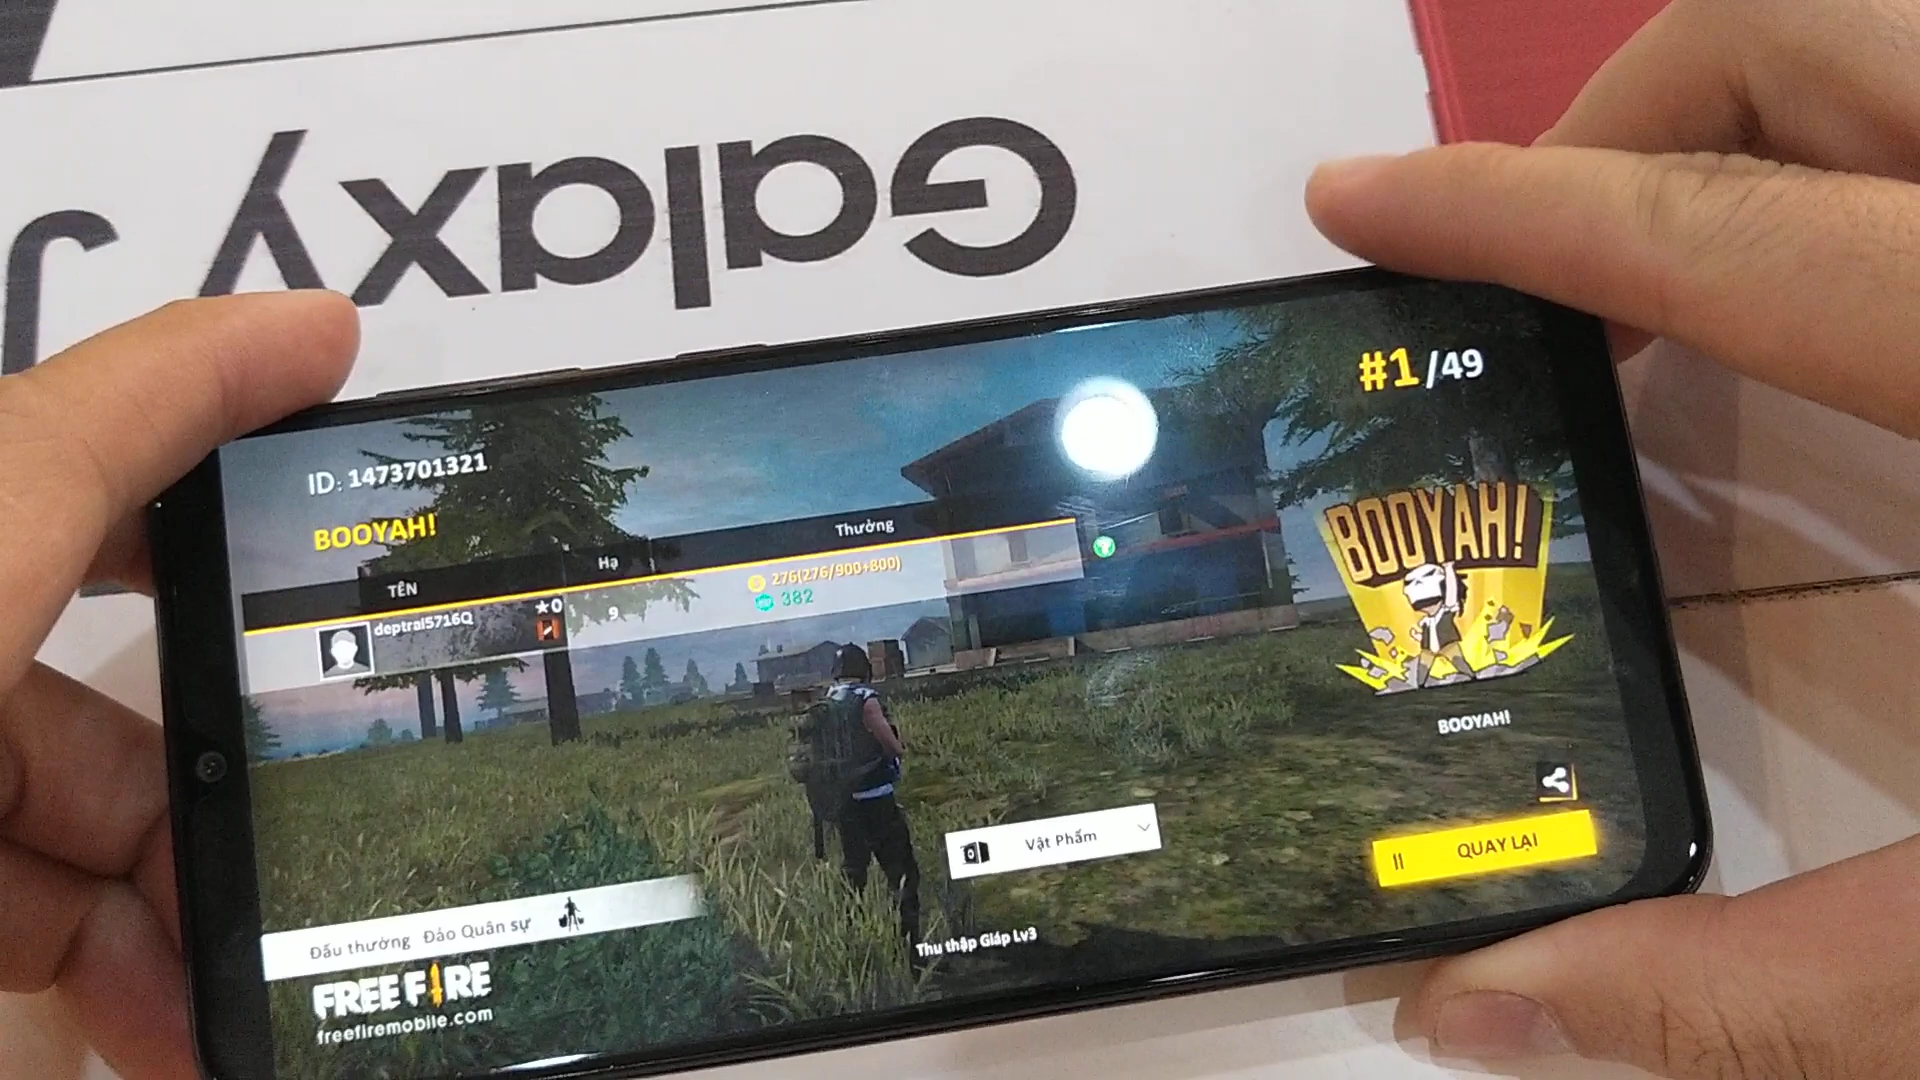 Galaxy J
#1/49
ID: 1473701321
BOOYAH!
TÊN Hạ Thưởng
deptrai5716Q ★0 9 276(276/900+800)
382
BOOYAH!
BOOYAH!
Vật Phẩm
QUAY LẠI
Đấu thường Đảo Quân sự
Thu thập Giáp Lv3
FREE FIRE
freefiremobile.com